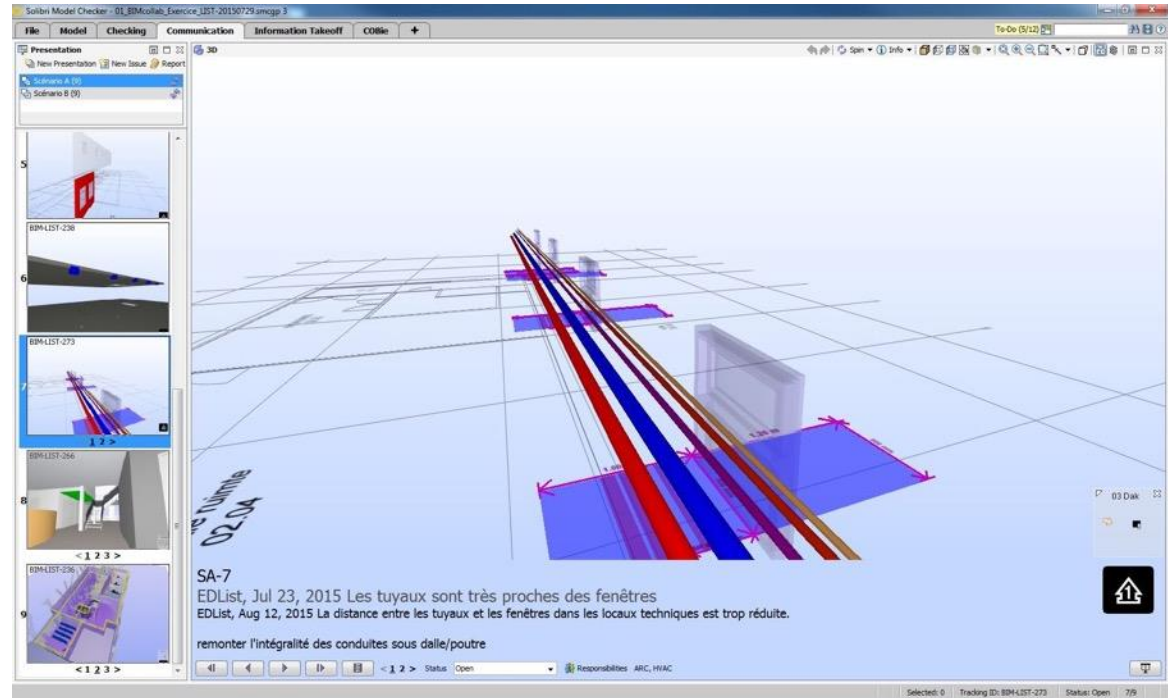 Solibri Model Checker - 01_BIMcollab_Exercice_LIST-20150729.smcgp 3
File Model Checking Communication Information Takeoff COBie +
To-Do (5/12)
Presentation
New Presentation New Issue Report
Scénario A (9)
Scénario B (9)
3D
Spin Info
5
BIM-LIST-238
6
BIM-LIST-273
7
1 2 >
BIM-LIST-266
8
< 1 2 3 >
BIM-LIST-236
9
< 1 2 3 >
ruimte
02.04
03 Dak
1
SA-7
EDList, Jul 23, 2015 Les tuyaux sont très proches des fenêtres
EDList, Aug 12, 2015 La distance entre les tuyaux et les fenêtres dans les locaux techniques est trop réduite.
remonter l'intégralité des conduites sous dalle/poutre
< 1 2 > Status Open Responsibilities ARC, HVAC
Selected: 0 Tracking ID: BIM-LIST-273 Status: Open 7/9